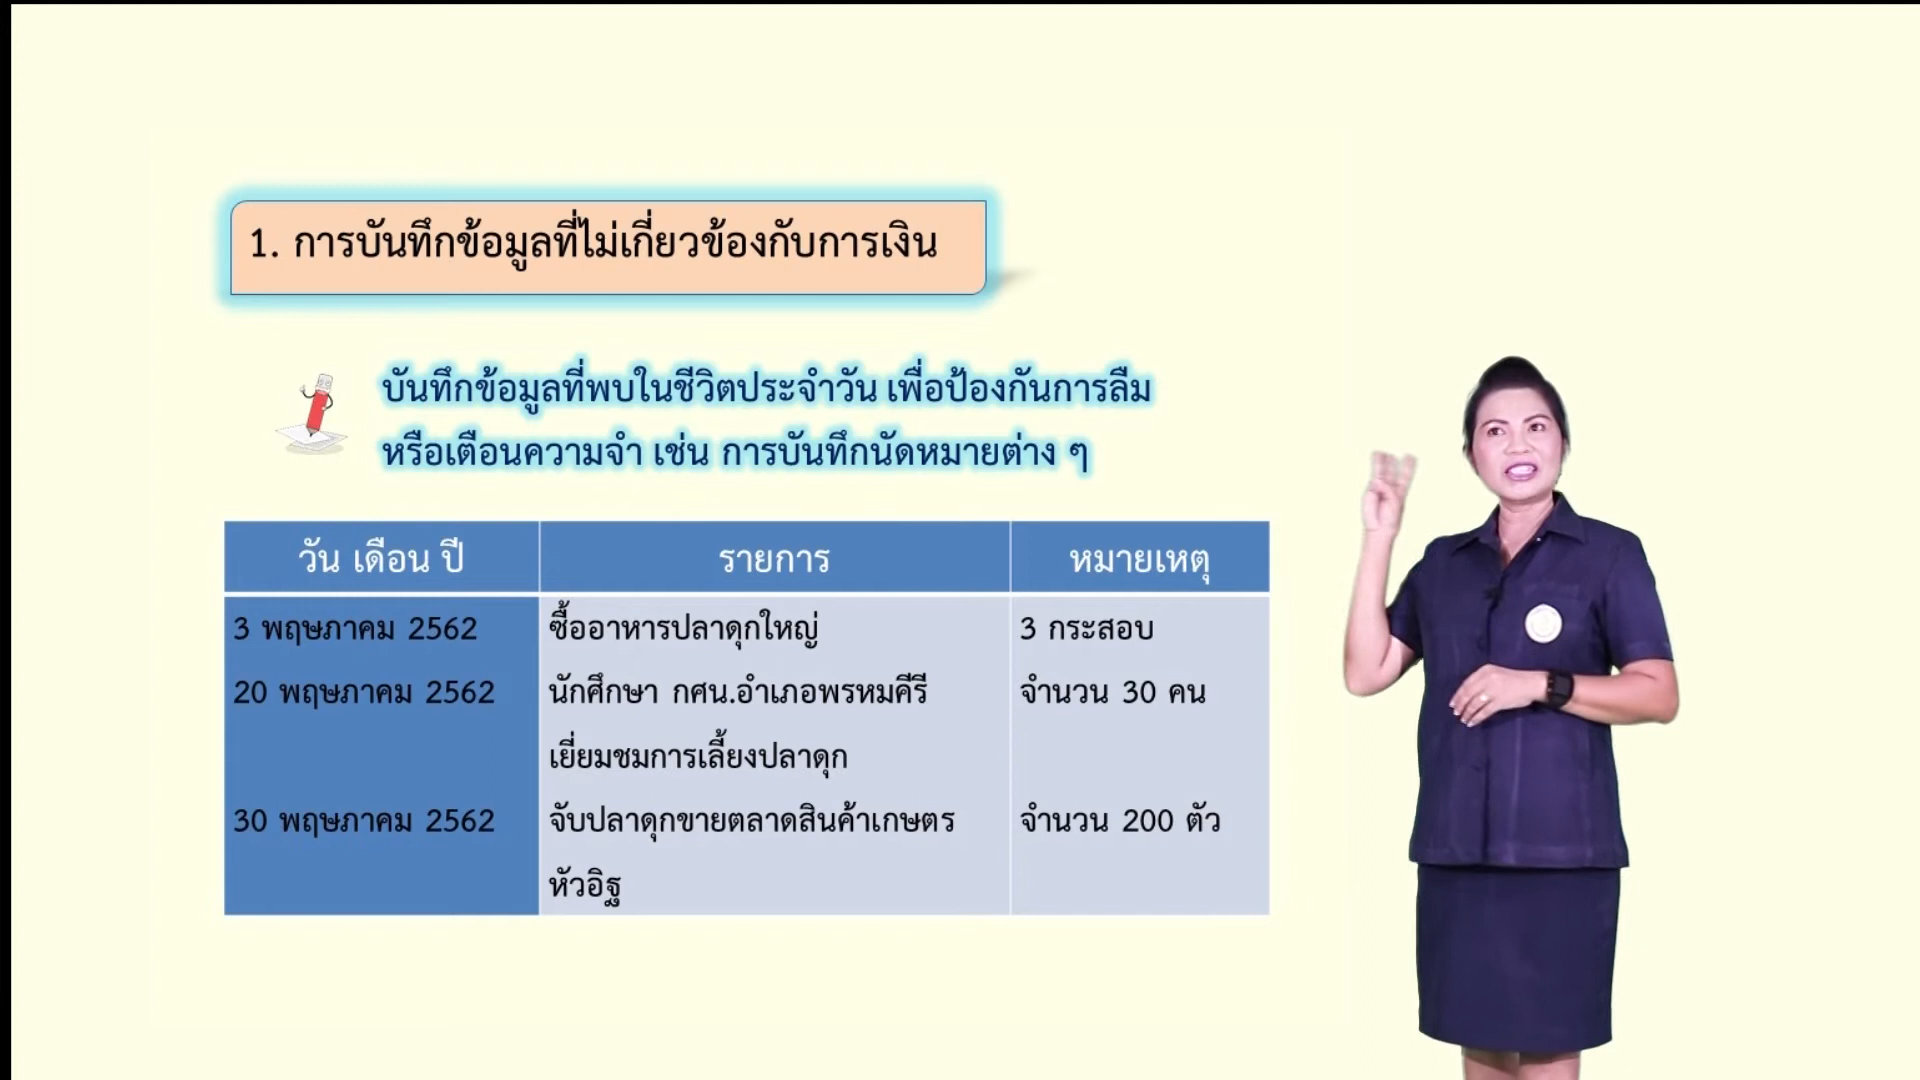 1. การบันทึกข้อมูลที่ไม่เกี่ยวข้องกับการเงิน
บันทึกข้อมูลที่พบในชีวิตประจำวัน เพื่อป้องกันการลืม
หรือเตือนความจำ เช่น การบันทึกนัดหมายต่าง ๆ
วัน เดือน ปี รายการ หมายเหตุ
3 พฤษภาคม 2562 ซื้ออาหารปลาดุกใหญ่ 3 กระสอบ
20 พฤษภาคม 2562 นักศึกษา กศน.อำเภอพรหมคีรี จำนวน 30 คน
เยี่ยมชมการเลี้ยงปลาดุก
30 พฤษภาคม 2562 จับปลาดุกขายตลาดสินค้าเกษตร จำนวน 200 ตัว
หัวอิฐ